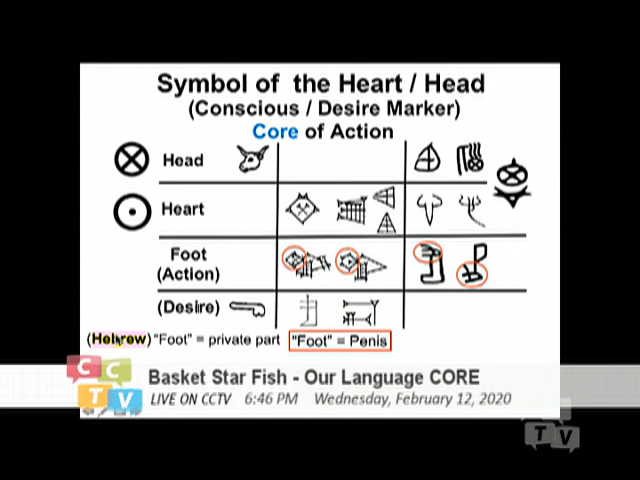 Symbol of the Heart / Head
(Conscious / Desire Marker)
Core of Action
Head
Heart
Foot
(Action)
(Desire)
(Hebrew) "Foot" = private part "Foot" = Penis
CCTV
Basket Star Fish - Our Language CORE
LIVE ON CCTV 6:46 PM Wednesday, February 12, 2020
TV